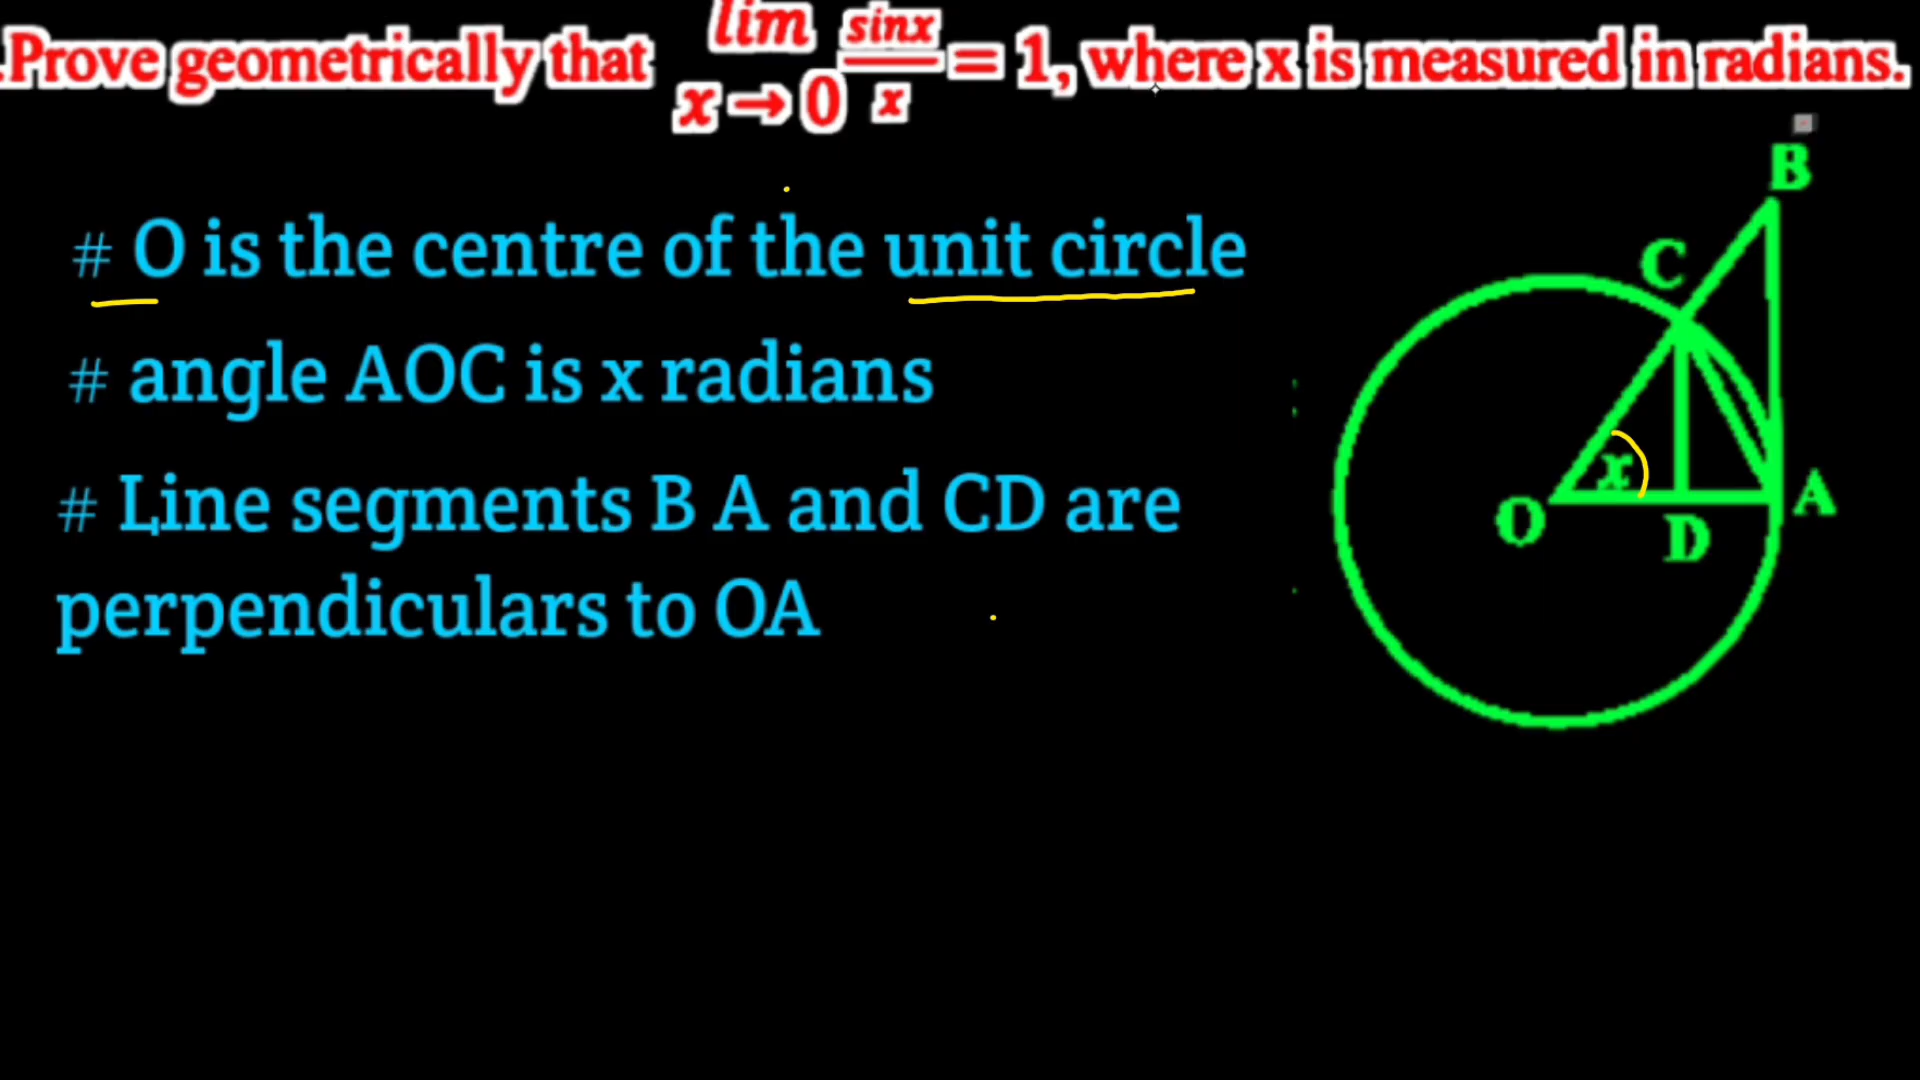 .Prove geometrically that lim x→0 sinx/x = 1, where x is measured in radians.
# O is the centre of the unit circle
# angle AOC is x radians
# Line segments B A and CD are
perpendiculars to OA
B
C
x
O
D
A